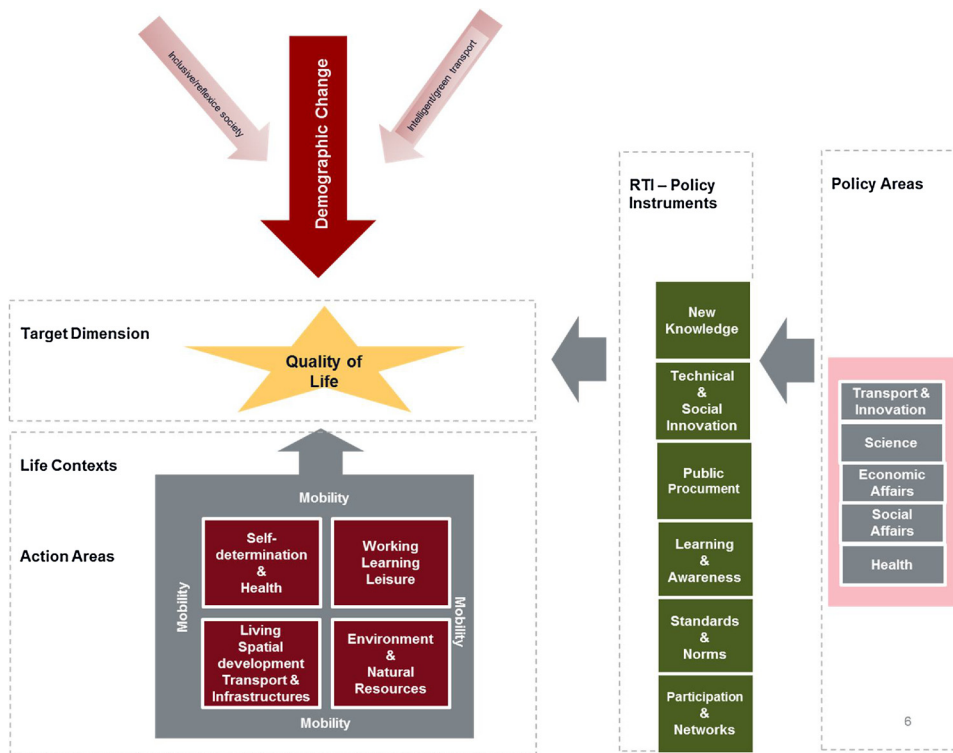 Inclusive/reflexice society
Demographic Change
Intelligent/green transport
RTI – Policy
Instruments
Policy Areas
Target Dimension
Quality of
Life
New
Knowledge
Technical
&
Social
Innovation
Public
Procurment
Learning
&
Awareness
Standards
&
Norms
Participation
&
Networks
Transport &
Innovation
Science
Economic
Affairs
Social
Affairs
Health
Life Contexts
Action Areas
Mobility
Mobility
Self-
determination
&
Health
Working
Learning
Leisure
Mobility
Living
Spatial
development
Transport &
Infrastructures
Environment
&
Natural
Resources
Mobility
6